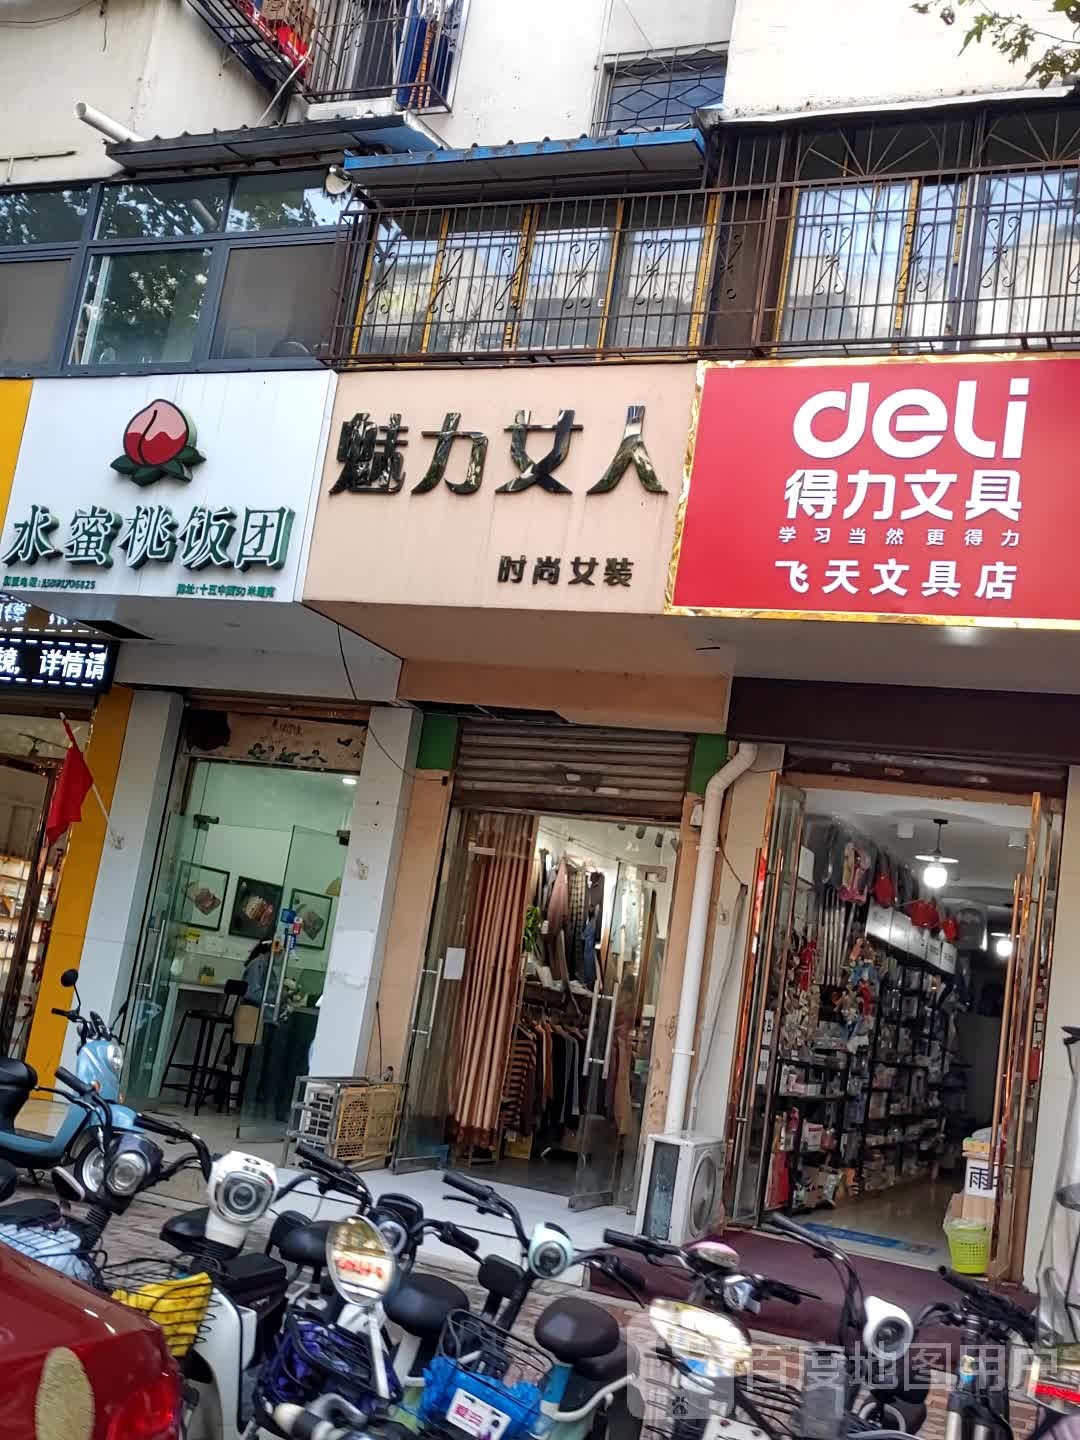 水蜜桃饭团
魅力女人
时尚女装
deli
得力文具
学习当然更得力
飞天文具店
镜，详情请
雨
百度地图用户